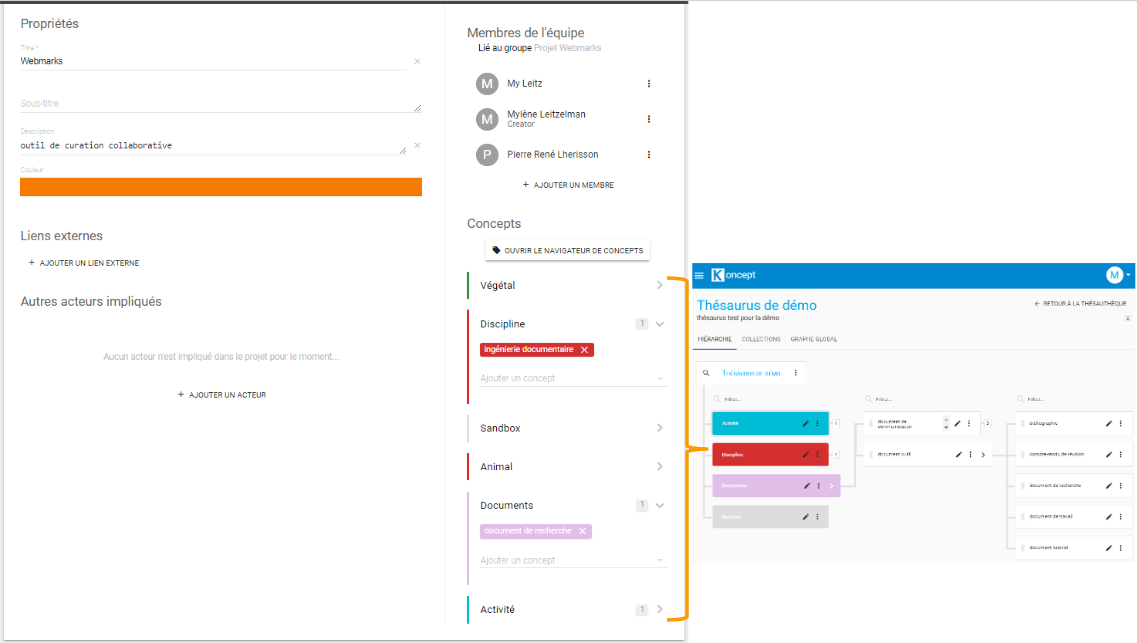 Propriétés
Titre *
Webmarks
Sous-titre
Description
outil de curation collaborative
Couleur
Liens externes
+ AJOUTER UN LIEN EXTERNE
Autres acteurs impliqués
Aucun acteur n'est impliqué dans le projet pour le moment...
+ AJOUTER UN ACTEUR
Membres de l'équipe
Lié au groupe Projet Webmarks
M My Leitz
M Mylène Leitzelman
Creator
P Pierre René Lherisson
+ AJOUTER UN MEMBRE
Concepts
OUVRIR LE NAVIGATEUR DE CONCEPTS
Végétal
Discipline 1
ingénierie documentaire
Ajouter un concept
Sandbox
Animal
Documents 1
document de recherche
Ajouter un concept
Activité 1
Koncept M
Thésaurus de démo
← RETOUR À LA THÉSAUTHÈQUE
thésaurus test pour la démo
HIÉRARCHIE COLLECTIONS GRAPHE GLOBAL
THÉSAURUS DE DÉMO
Filtrer... Filtrer... Filtrer...
Activité
document de
communication
bibliographie
Discipline
document outil
compte-rendu de réunion
Documents
document de recherche
Sandbox
document de travail
document tutoriel